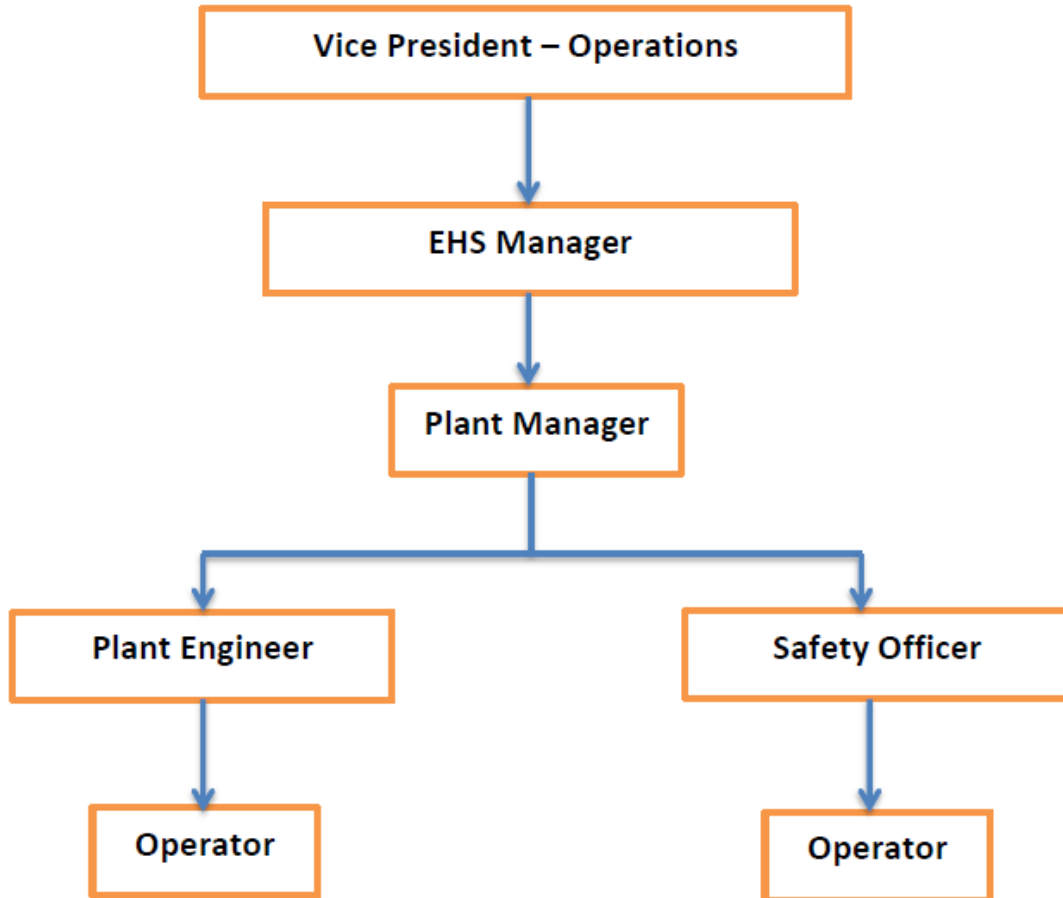 Vice President – Operations
EHS Manager
Plant Manager
Plant Engineer
Safety Officer
Operator
Operator